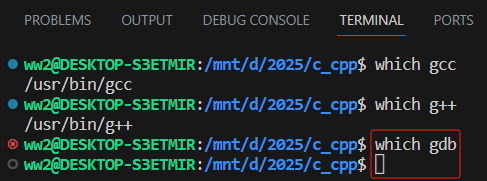 PROBLEMS OUTPUT DEBUG CONSOLE TERMINAL PORTS
ww2@DESKTOP-S3ETMIR:/mnt/d/2025/c_cpp$ which gcc
/usr/bin/gcc
ww2@DESKTOP-S3ETMIR:/mnt/d/2025/c_cpp$ which g++
/usr/bin/g++
ww2@DESKTOP-S3ETMIR:/mnt/d/2025/c_cpp$ which gdb
ww2@DESKTOP-S3ETMIR:/mnt/d/2025/c_cpp$